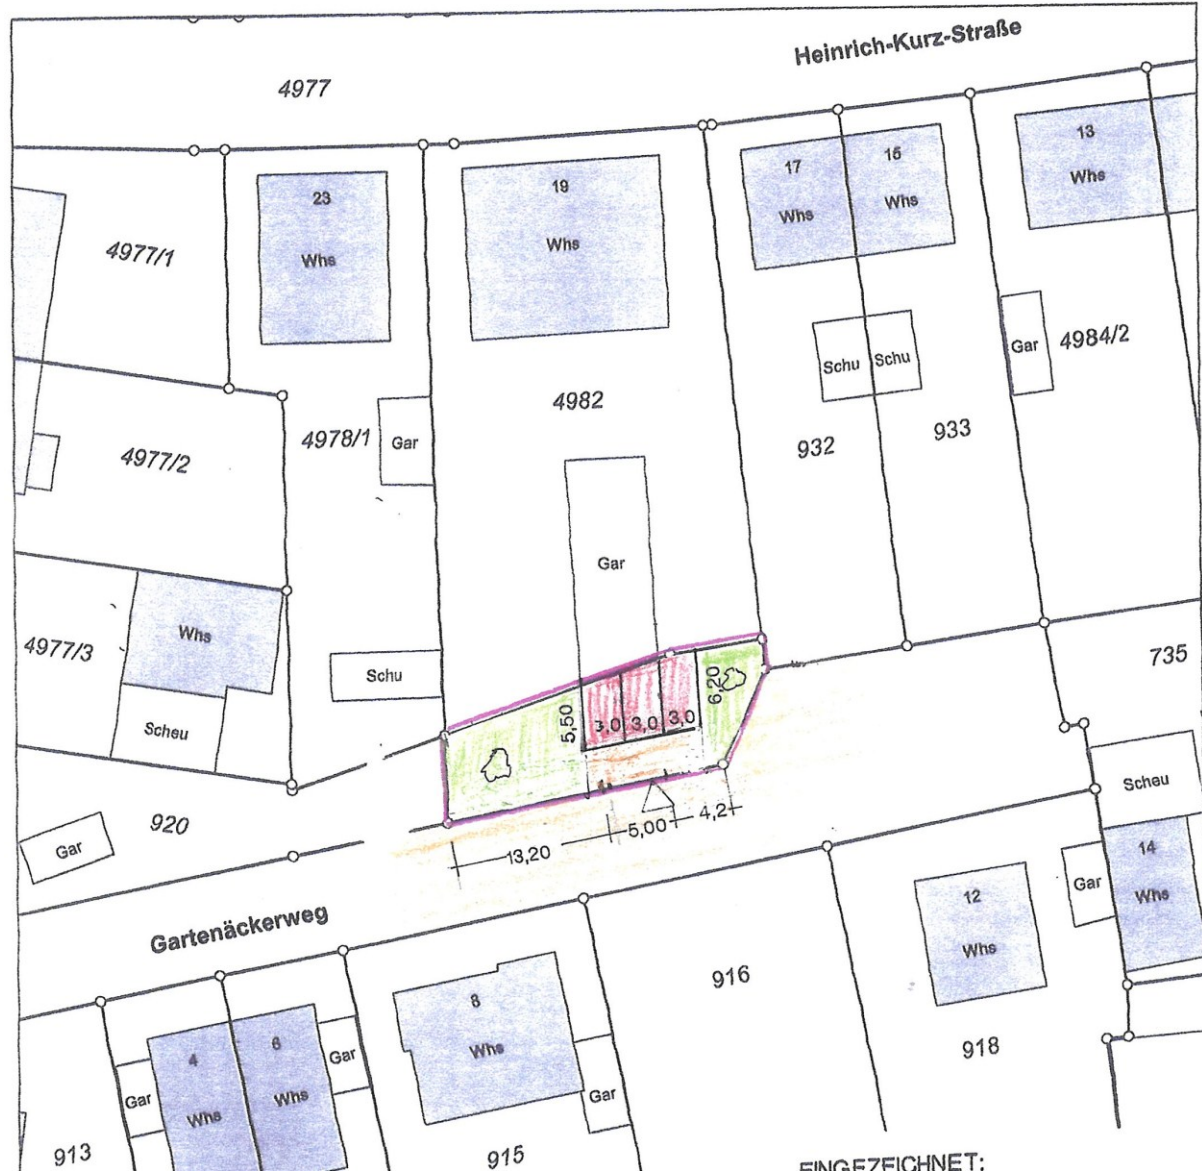 Heinrich-Kurz-Straße
4977
13
Whs
17
Whs
15
Whs
19
Whs
23
Whs
4977/1
Gar
4984/2
Schu
Schu
4982
4978/1
Gar
932
933
4977/2
Gar
Whs
4977/3
Schu
735
Scheu
5,50
3,0
3,0
3,0
6,20
Scheu
920
Gar
13,20
5,00
4,2
14
Whs
Gar
12
Whs
Gartenäckerweg
916
8
Whs
918
4
Whs
6
Whs
Gar
Gar
Gar
913
915
EINGEZEICHNET: